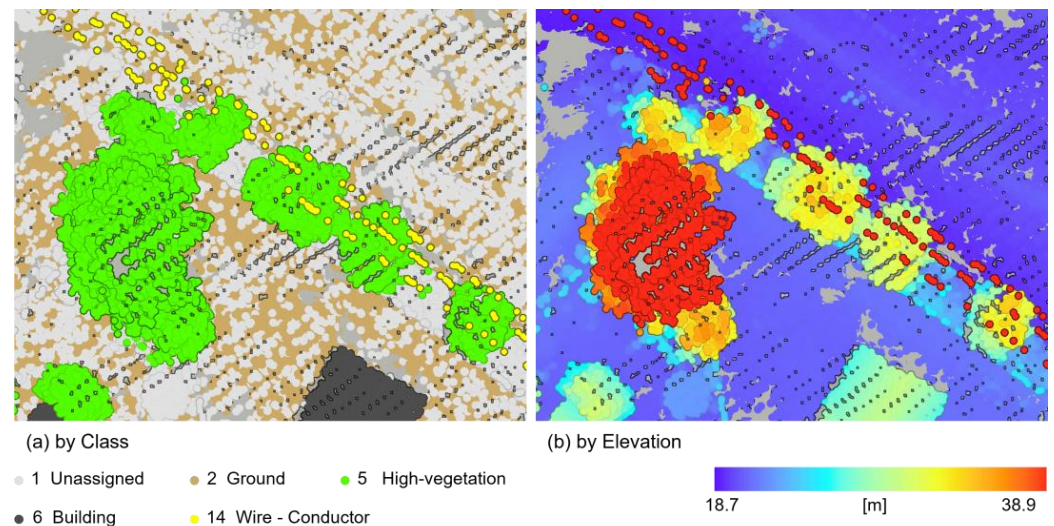 (a) by Class
(b) by Elevation
1 Unassigned
2 Ground
5 High-vegetation
6 Building
14 Wire - Conductor
18.7
[m]
38.9